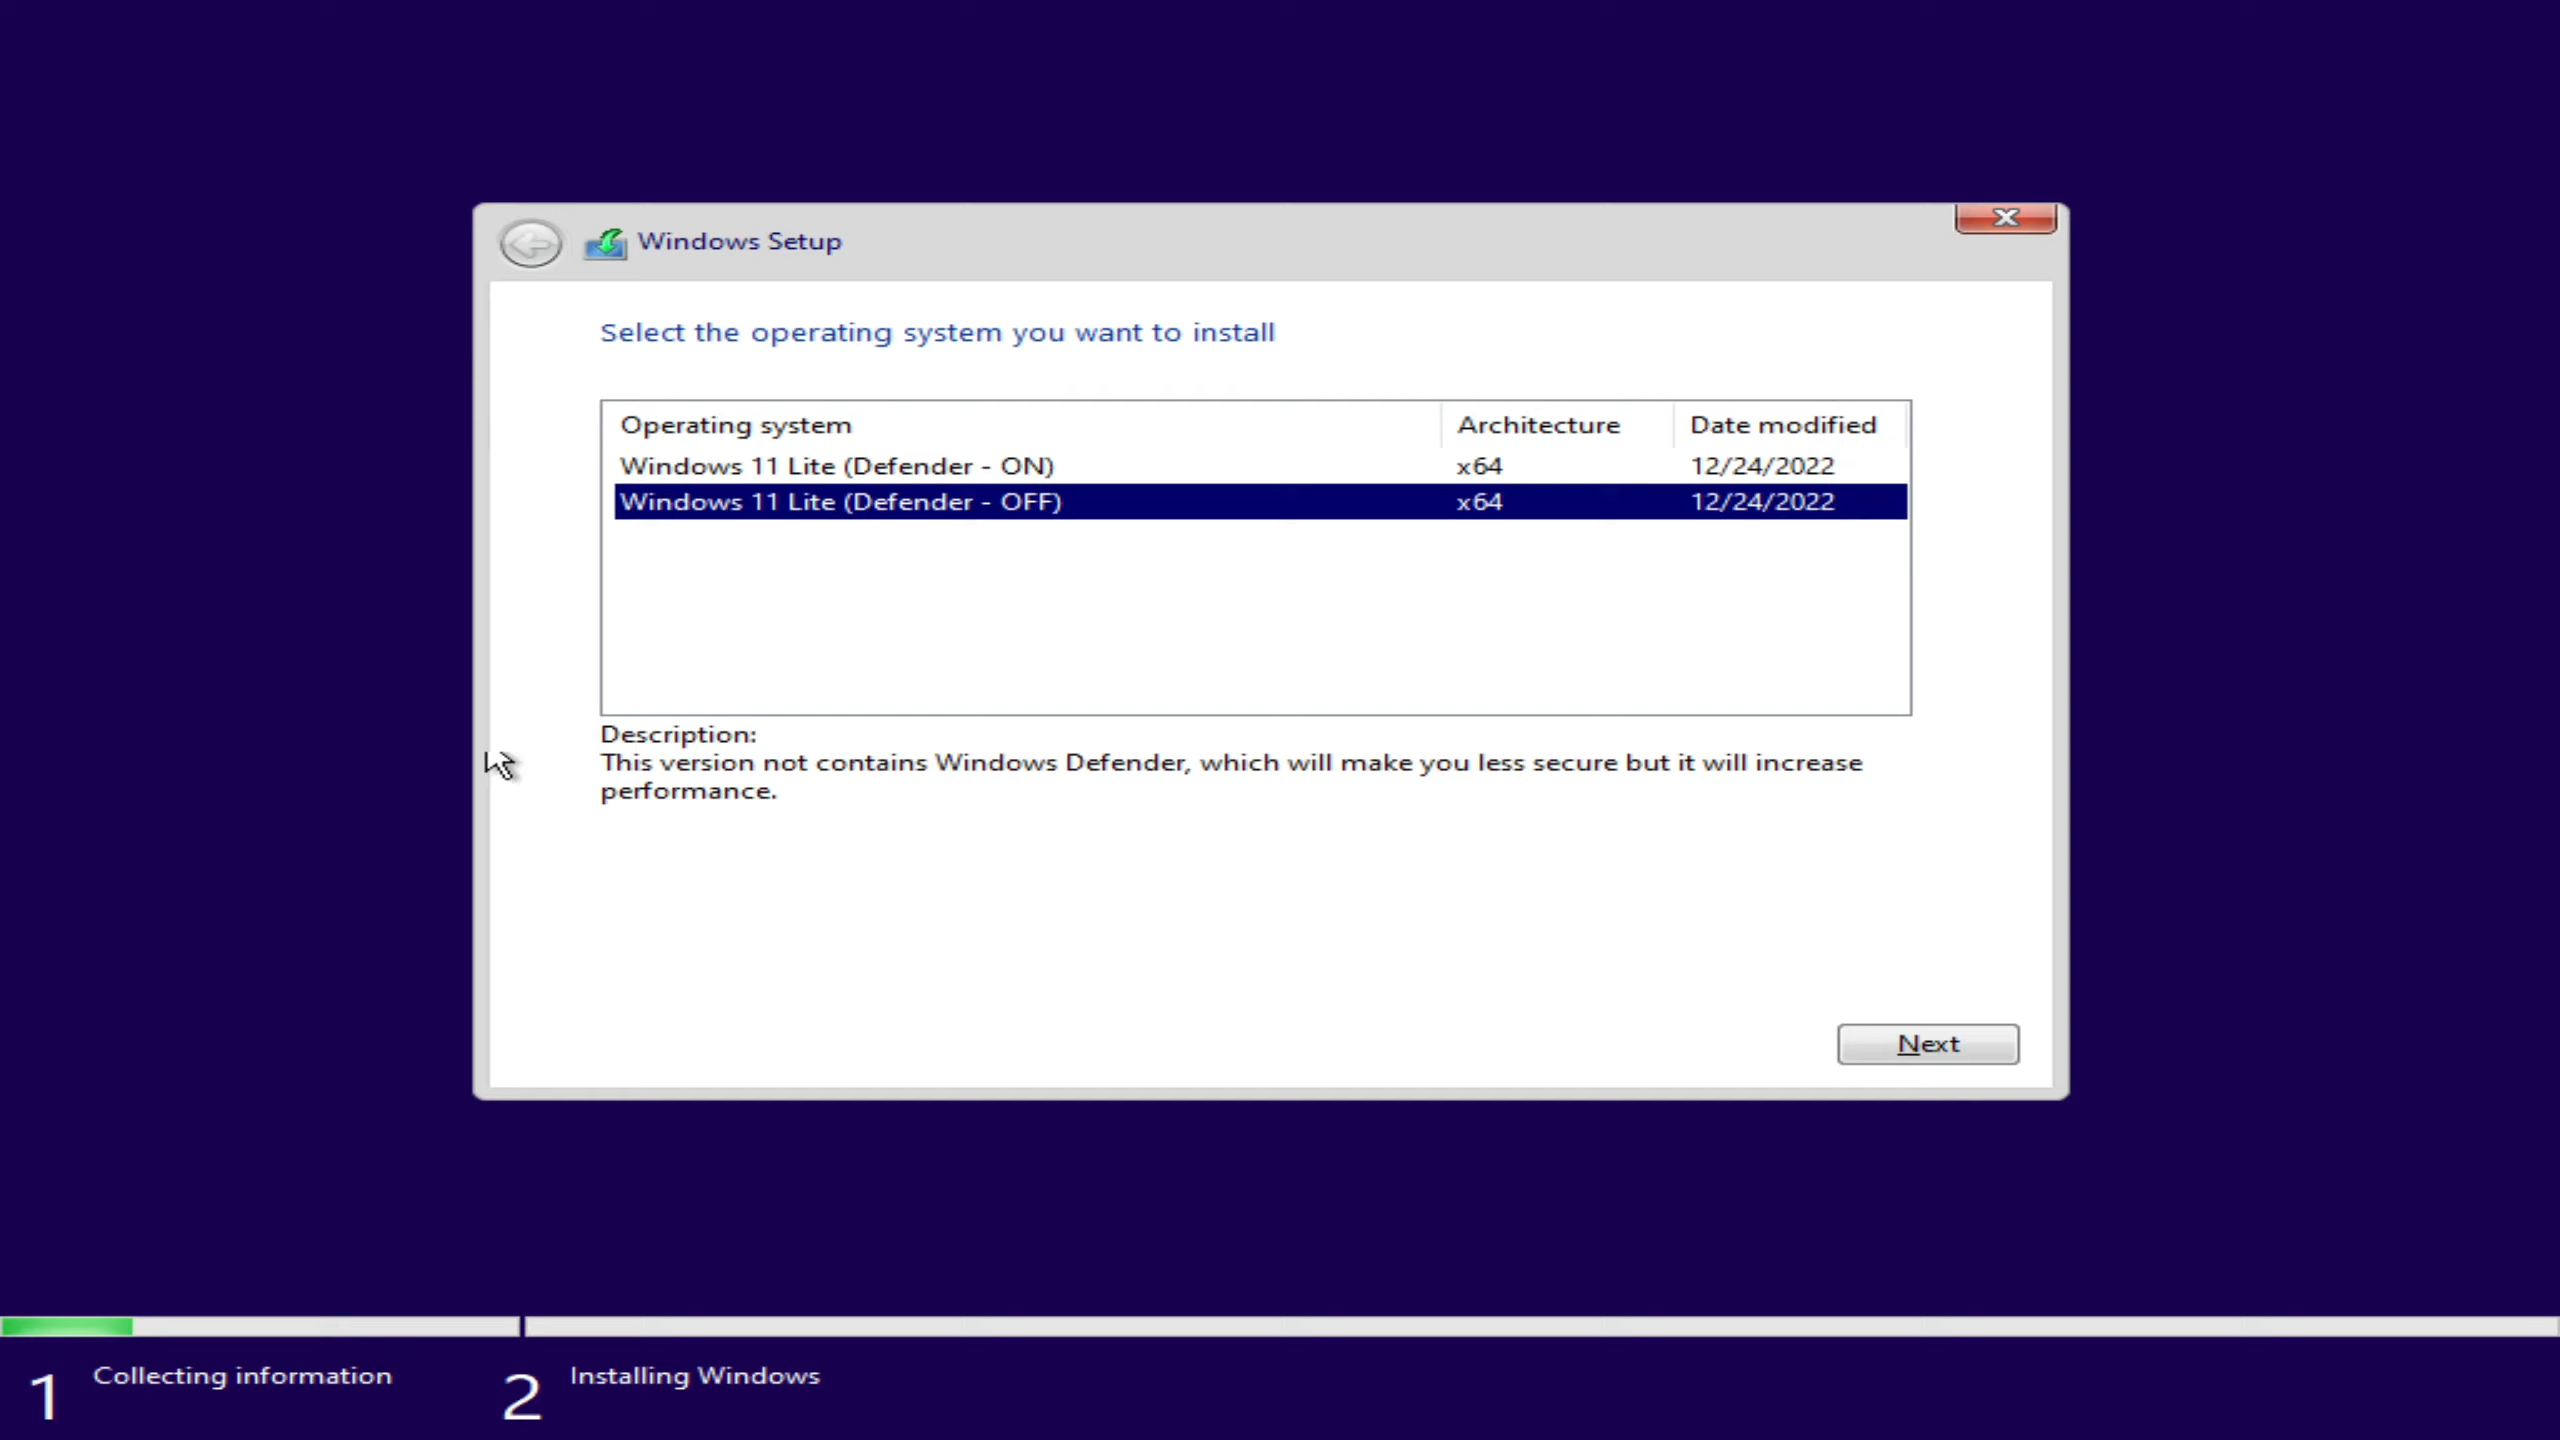 Windows Setup
Select the operating system you want to install
Operating system Architecture Date modified
Windows 11 Lite (Defender - ON) x64 12/24/2022
Windows 11 Lite (Defender - OFF) x64 12/24/2022
Description:
This version not contains Windows Defender, which will make you less secure but it will increase
performance.
Next
1 Collecting information 2 Installing Windows